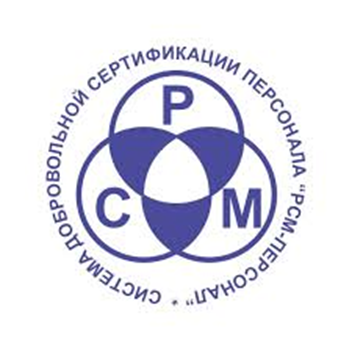 СИСТЕМА ДОБРОВОЛЬНОЙ СЕРТИФИКАЦИИ ПЕРСОНАЛА "РСМ-ПЕРСОНАЛ" *
Р
С М